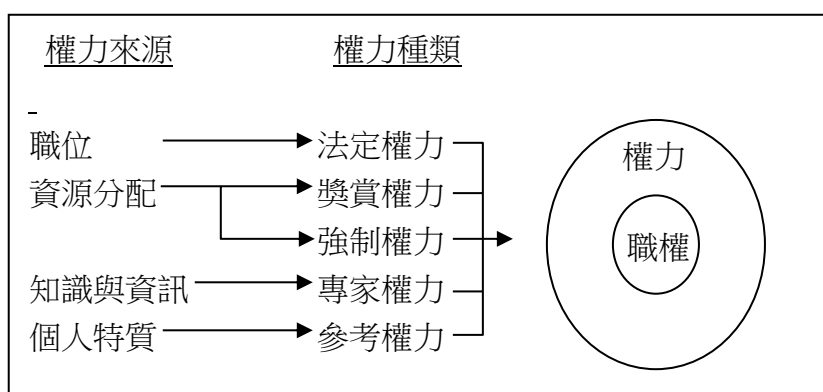 權力來源 權力種類
職位 法定權力
資源分配 獎賞權力
強制權力
知識與資訊 專家權力
個人特質 參考權力
權力
職權